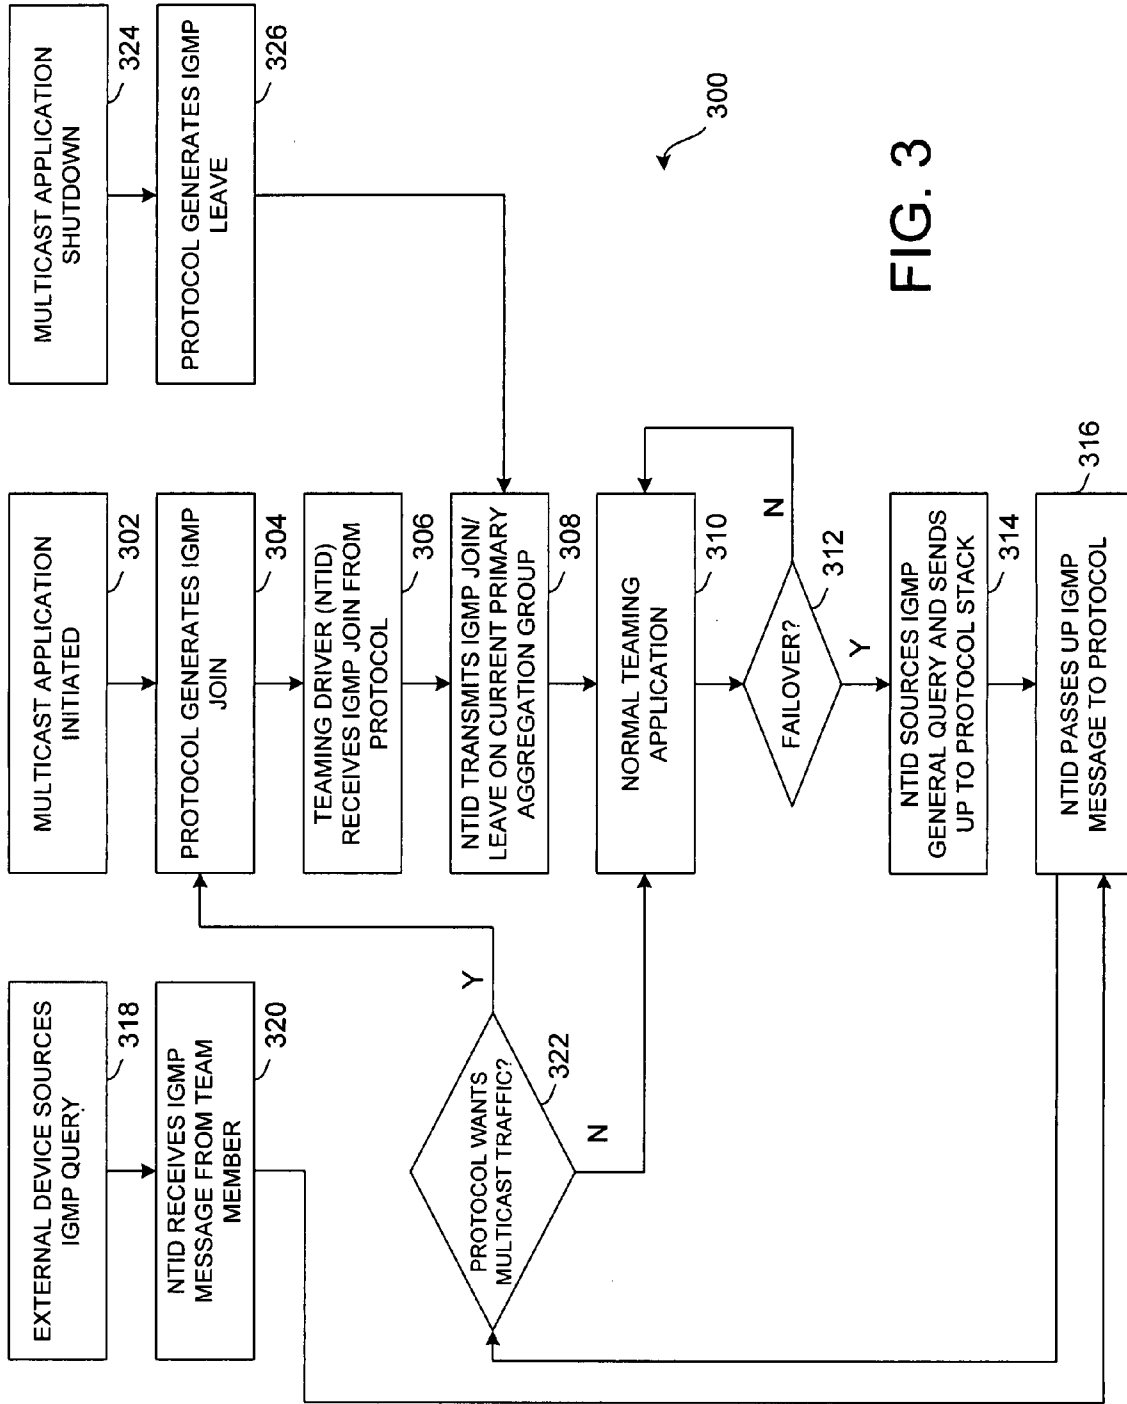 EXTERNAL DEVICE SOURCES
IGMP QUERY
318
NTID RECEIVES IGMP
MESSAGE FROM TEAM
MEMBER
320
PROTOCOL WANTS
MULTICAST TRAFFIC?
322
Y
N
MULTICAST APPLICATION
INITIATED
302
PROTOCOL GENERATES IGMP
JOIN
304
TEAMING DRIVER (NTID)
RECEIVES IGMP JOIN FROM
PROTOCOL
306
NTID TRANSMITS IGMP JOIN/
LEAVE ON CURRENT PRIMARY
AGGREGATION GROUP
308
NORMAL TEAMING
APPLICATION
310
FAILOVER?
312
N
Y
NTID SOURCES IGMP
GENERAL QUERY AND SENDS
UP TO PROTOCOL STACK
314
NTID PASSES UP IGMP
MESSAGE TO PROTOCOL
316
MULTICAST APPLICATION
SHUTDOWN
324
PROTOCOL GENERATES IGMP
LEAVE
326
300
FIG. 3